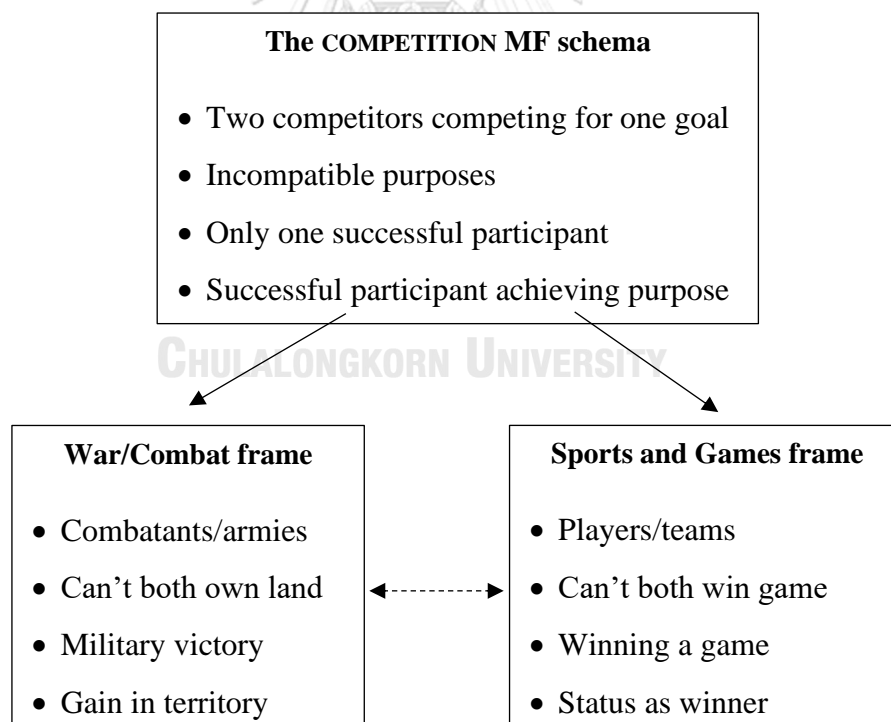 The COMPETITION MF schema
• Two competitors competing for one goal
• Incompatible purposes
• Only one successful participant
• Successful participant achieving purpose
CHULALONGKORN UNIVERSITY
War/Combat frame
• Combatants/armies
• Can’t both own land
• Military victory
• Gain in territory
Sports and Games frame
• Players/teams
• Can’t both win game
• Winning a game
• Status as winner